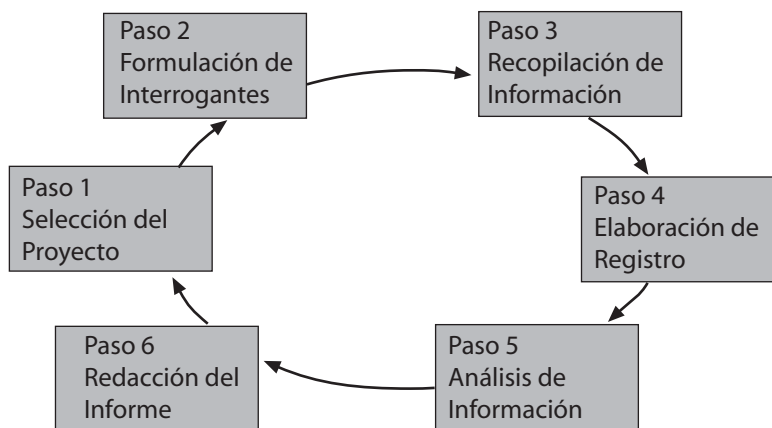 Paso 1
Selección del
Proyecto
Paso 2
Formulación de
Interrogantes
Paso 3
Recopilación de
Información
Paso 4
Elaboración de
Registro
Paso 5
Análisis de
Información
Paso 6
Redacción del
Informe